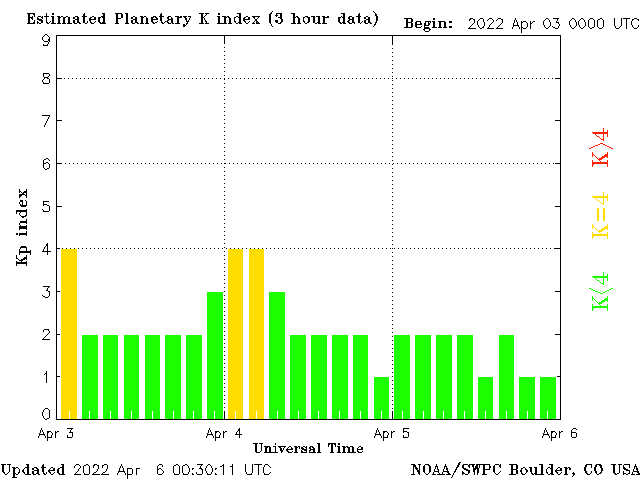 Estimated Planetary K index (3 hour data) Begin: 2022 Apr 03 0000 UTC
9
8
7
6
5
4
3
2
1
0
Kp index
K>4
K=4
K<4
Apr 3 Apr 4 Apr 5 Apr 6
Universal Time
Updated 2022 Apr 6 00:30:11 UTC NOAA/SWPC Boulder, CO USA